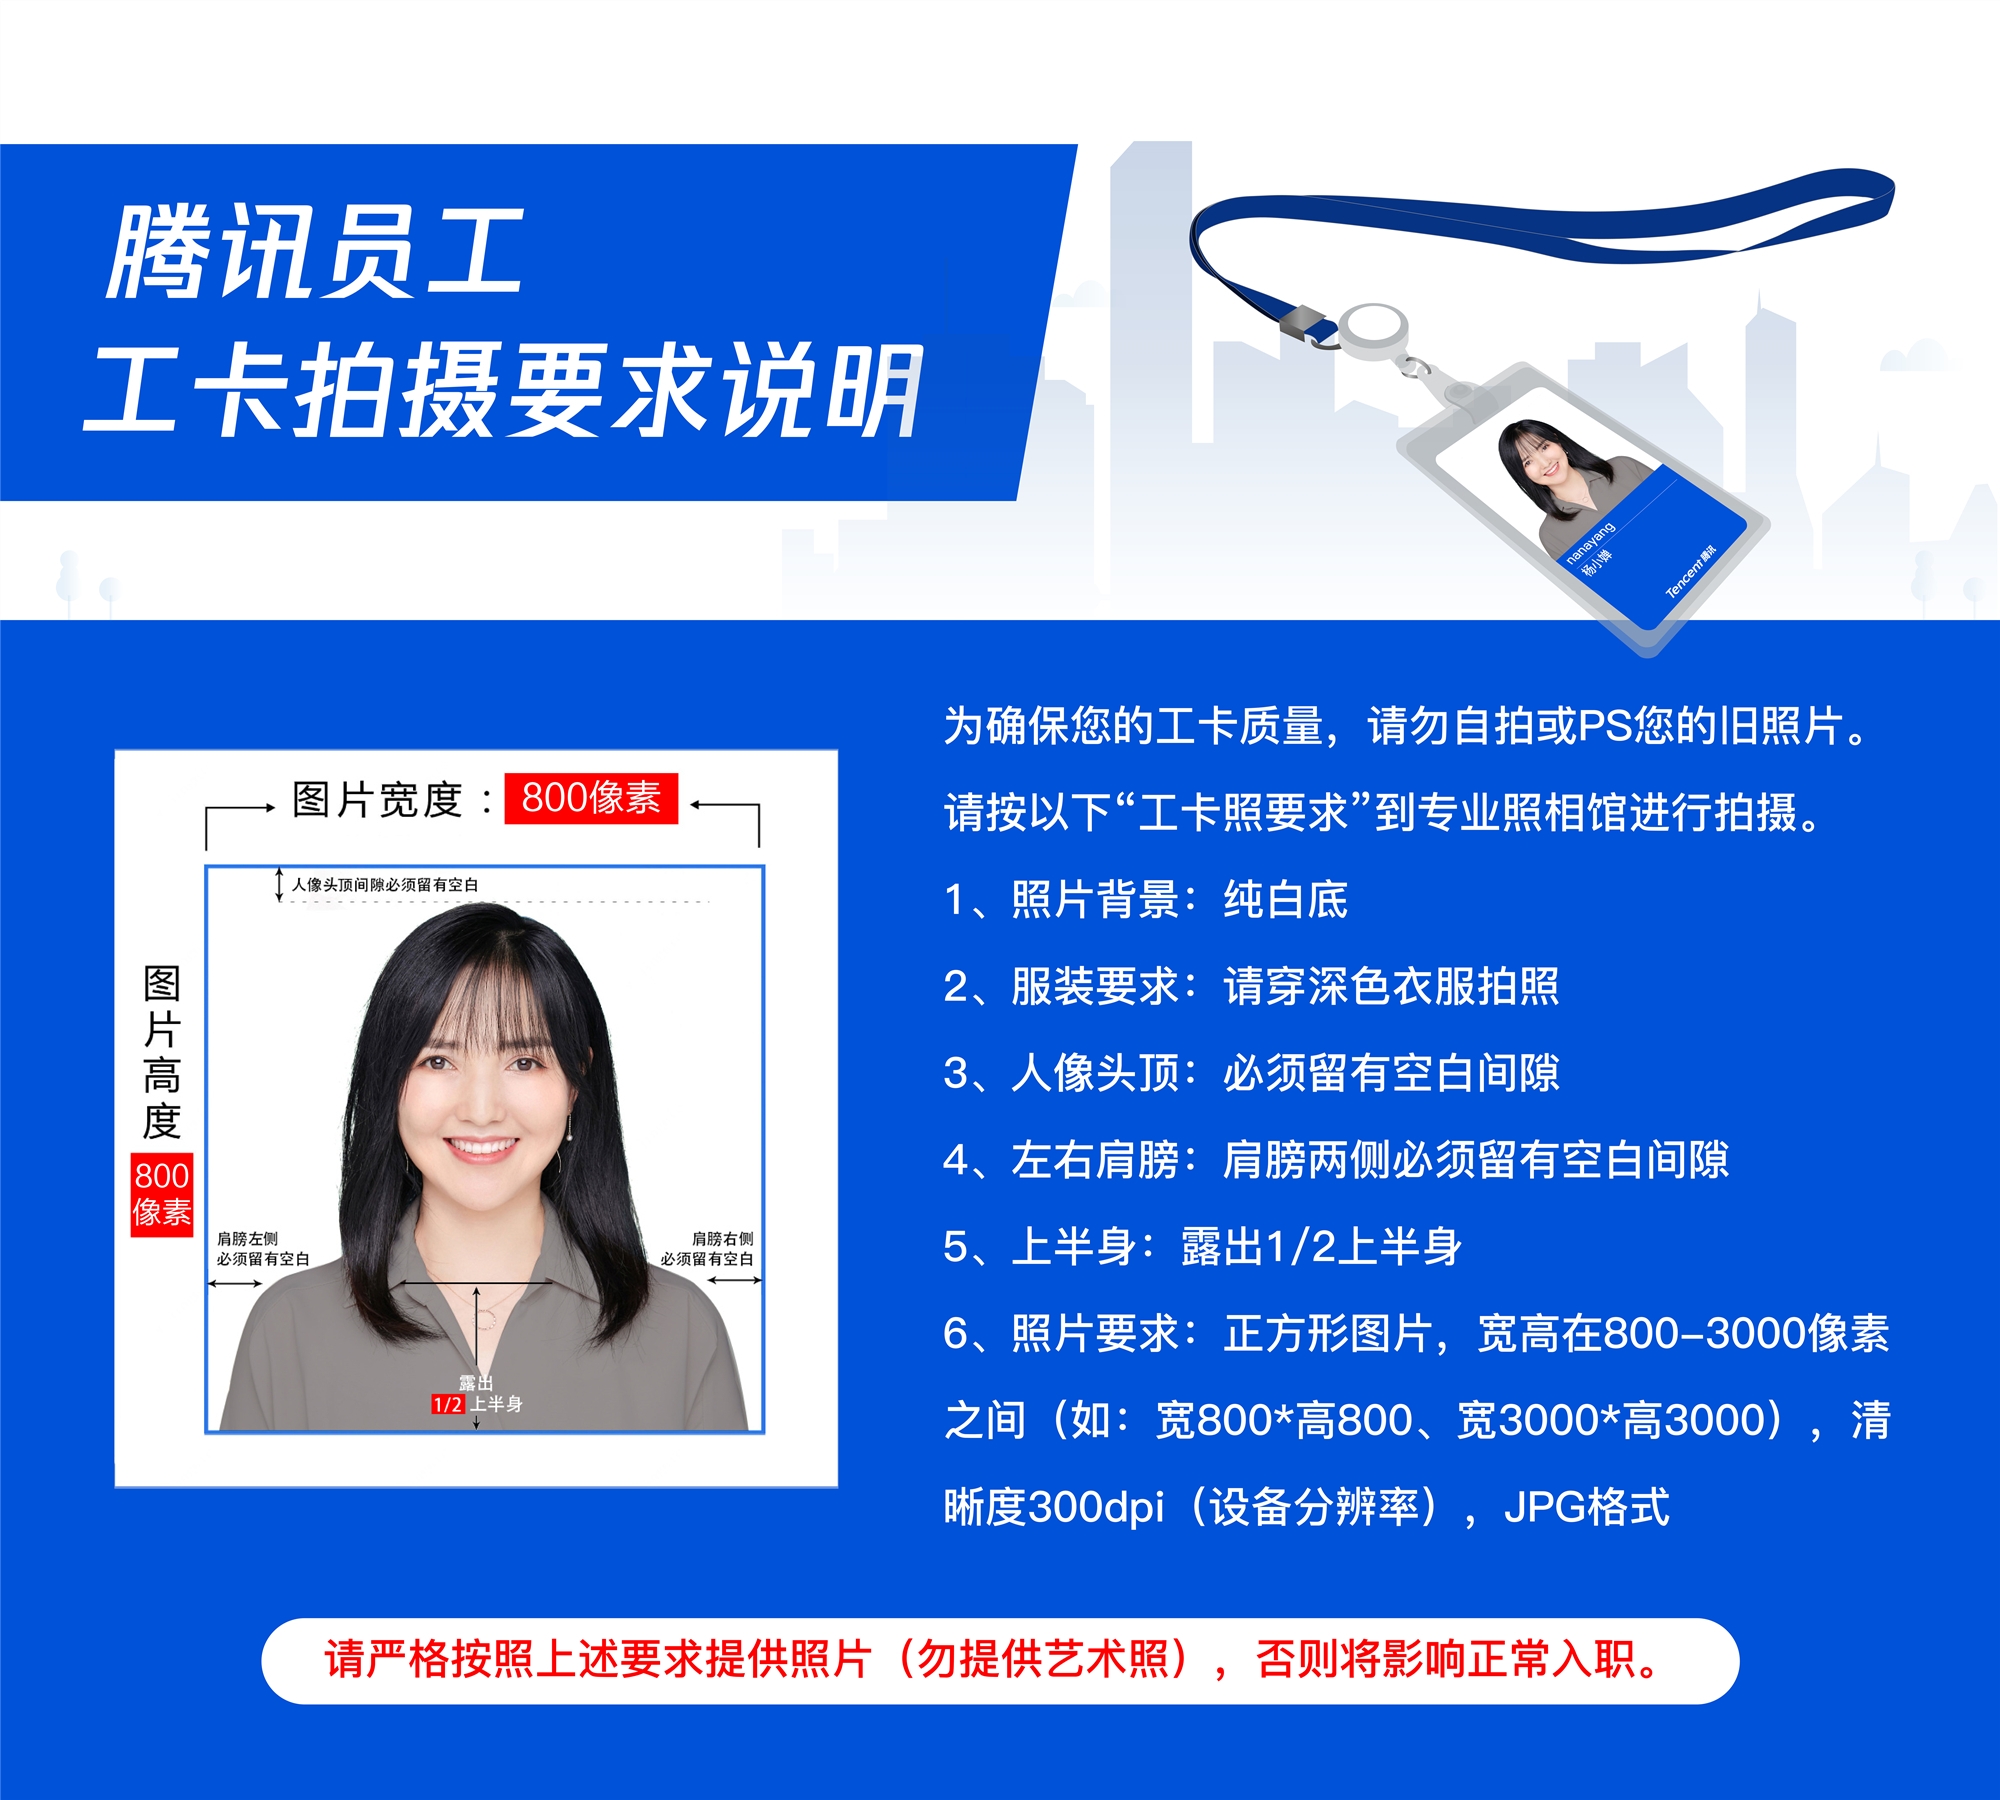 腾讯员工
工卡拍摄要求说明
nanayang
杨小婵
Tencent 腾讯
图片宽度：800像素
人像头顶间隙必须留有空白
图片高度
800
像素
肩膀左侧
必须留有空白
肩膀右侧
必须留有空白
露出
1/2 上半身
为确保您的工卡质量，请勿自拍或PS您的旧照片。
请按以下“工卡照要求”到专业照相馆进行拍摄。
1、照片背景：纯白底
2、服装要求：请穿深色衣服拍照
3、人像头顶：必须留有空白间隙
4、左右肩膀：肩膀两侧必须留有空白间隙
5、上半身：露出1/2上半身
6、照片要求：正方形图片，宽高在800-3000像素
之间（如：宽800*高800、宽3000*高3000），清
晰度300dpi（设备分辨率），JPG格式
请严格按照上述要求提供照片（勿提供艺术照），否则将影响正常入职。